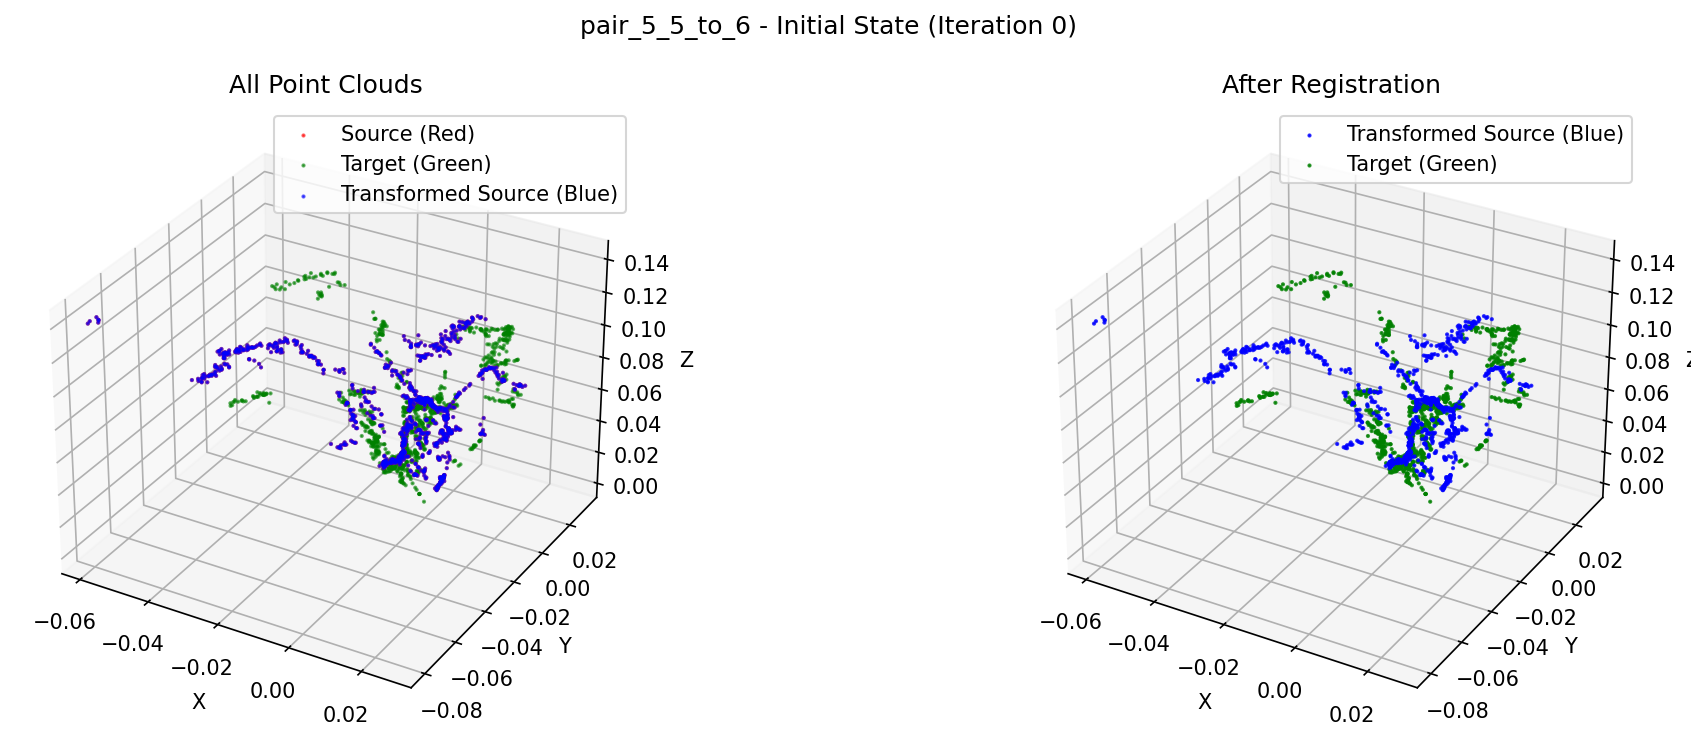 pair_5_5_to_6 - Initial State (Iteration 0)
All Point Clouds
Source (Red)
Target (Green)
Transformed Source (Blue)
0.14
0.12
0.10
0.08
0.06
0.04
0.02
0.00
Z
0.02
0.00
−0.02
−0.04
−0.06
−0.08
Y
−0.06
−0.04
−0.02
0.00
0.02
X
After Registration
Transformed Source (Blue)
Target (Green)
0.14
0.12
0.10
0.08
0.06
0.04
0.02
0.00
Z
0.02
0.00
−0.02
−0.04
−0.06
−0.08
Y
−0.06
−0.04
−0.02
0.00
0.02
X